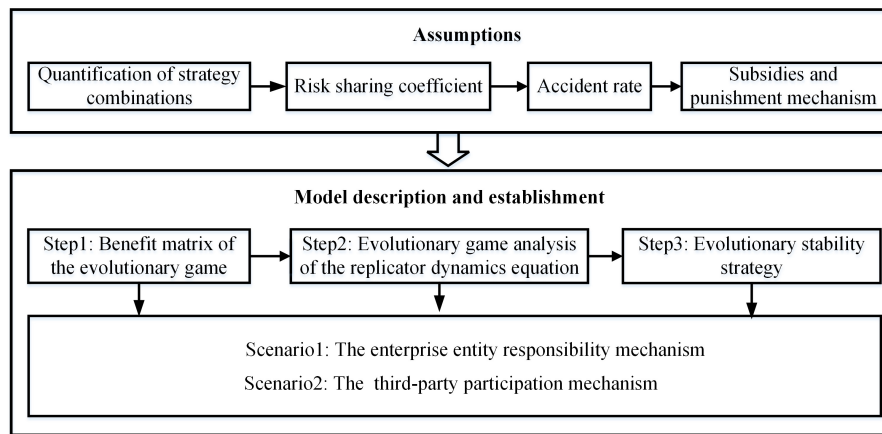 Assumptions
Quantification of strategy
combinations
Risk sharing coefficient
Accident rate
Subsidies and
punishment mechanism
Model description and establishment
Step1: Benefit matrix of
the evolutionary game
Step2: Evolutionary game analysis
of the replicator dynamics equation
Step3: Evolutionary stability
strategy
Scenario1: The enterprise entity responsibility mechanism
Scenario2: The third-party participation mechanism